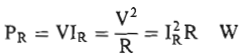 P_R = VI_R = V²/R = I_R²R W